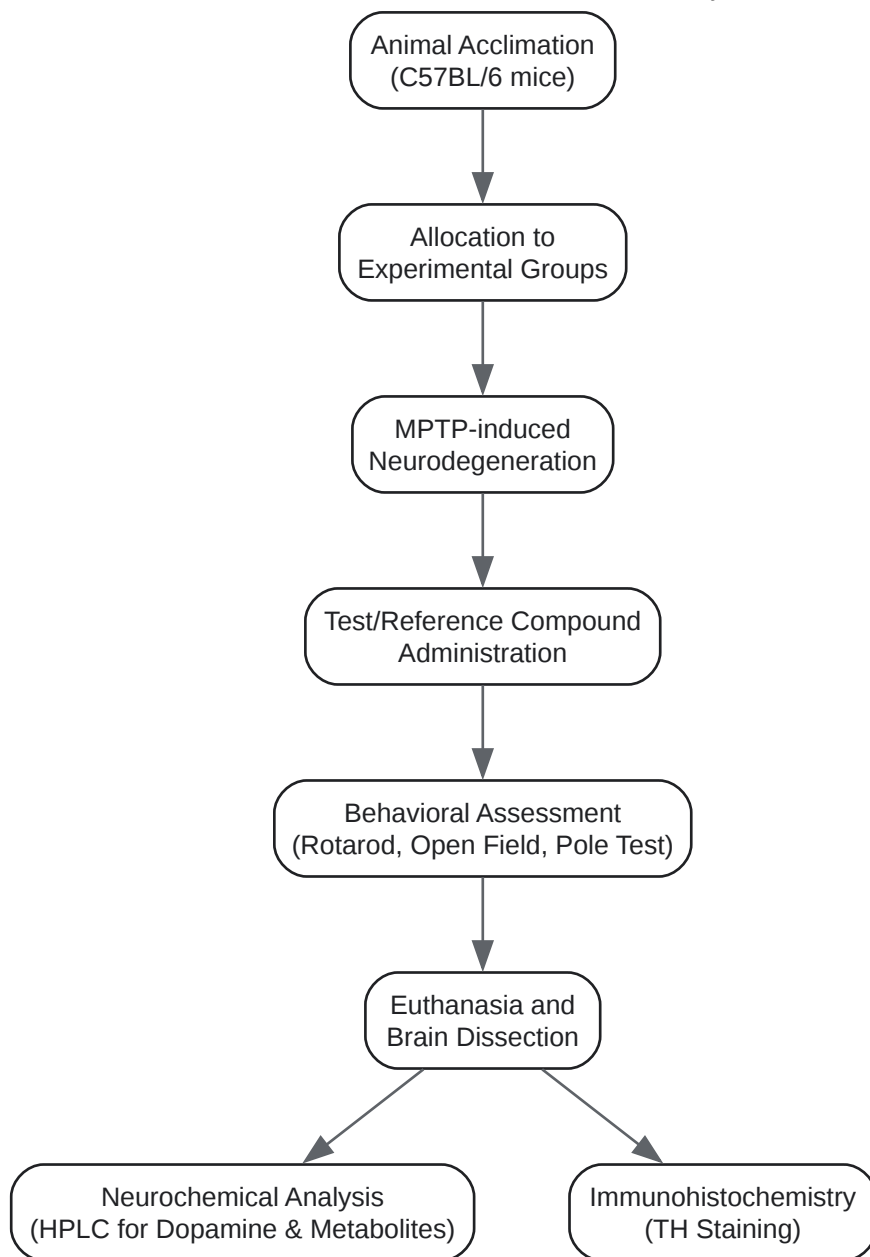 Animal Acclimation
(C57BL/6 mice)
Allocation to
Experimental Groups
MPTP-induced
Neurodegeneration
Test/Reference Compound
Administration
Behavioral Assessment
(Rotarod, Open Field, Pole Test)
Euthanasia and
Brain Dissection
Neurochemical Analysis
(HPLC for Dopamine & Metabolites)
Immunohistochemistry
(TH Staining)